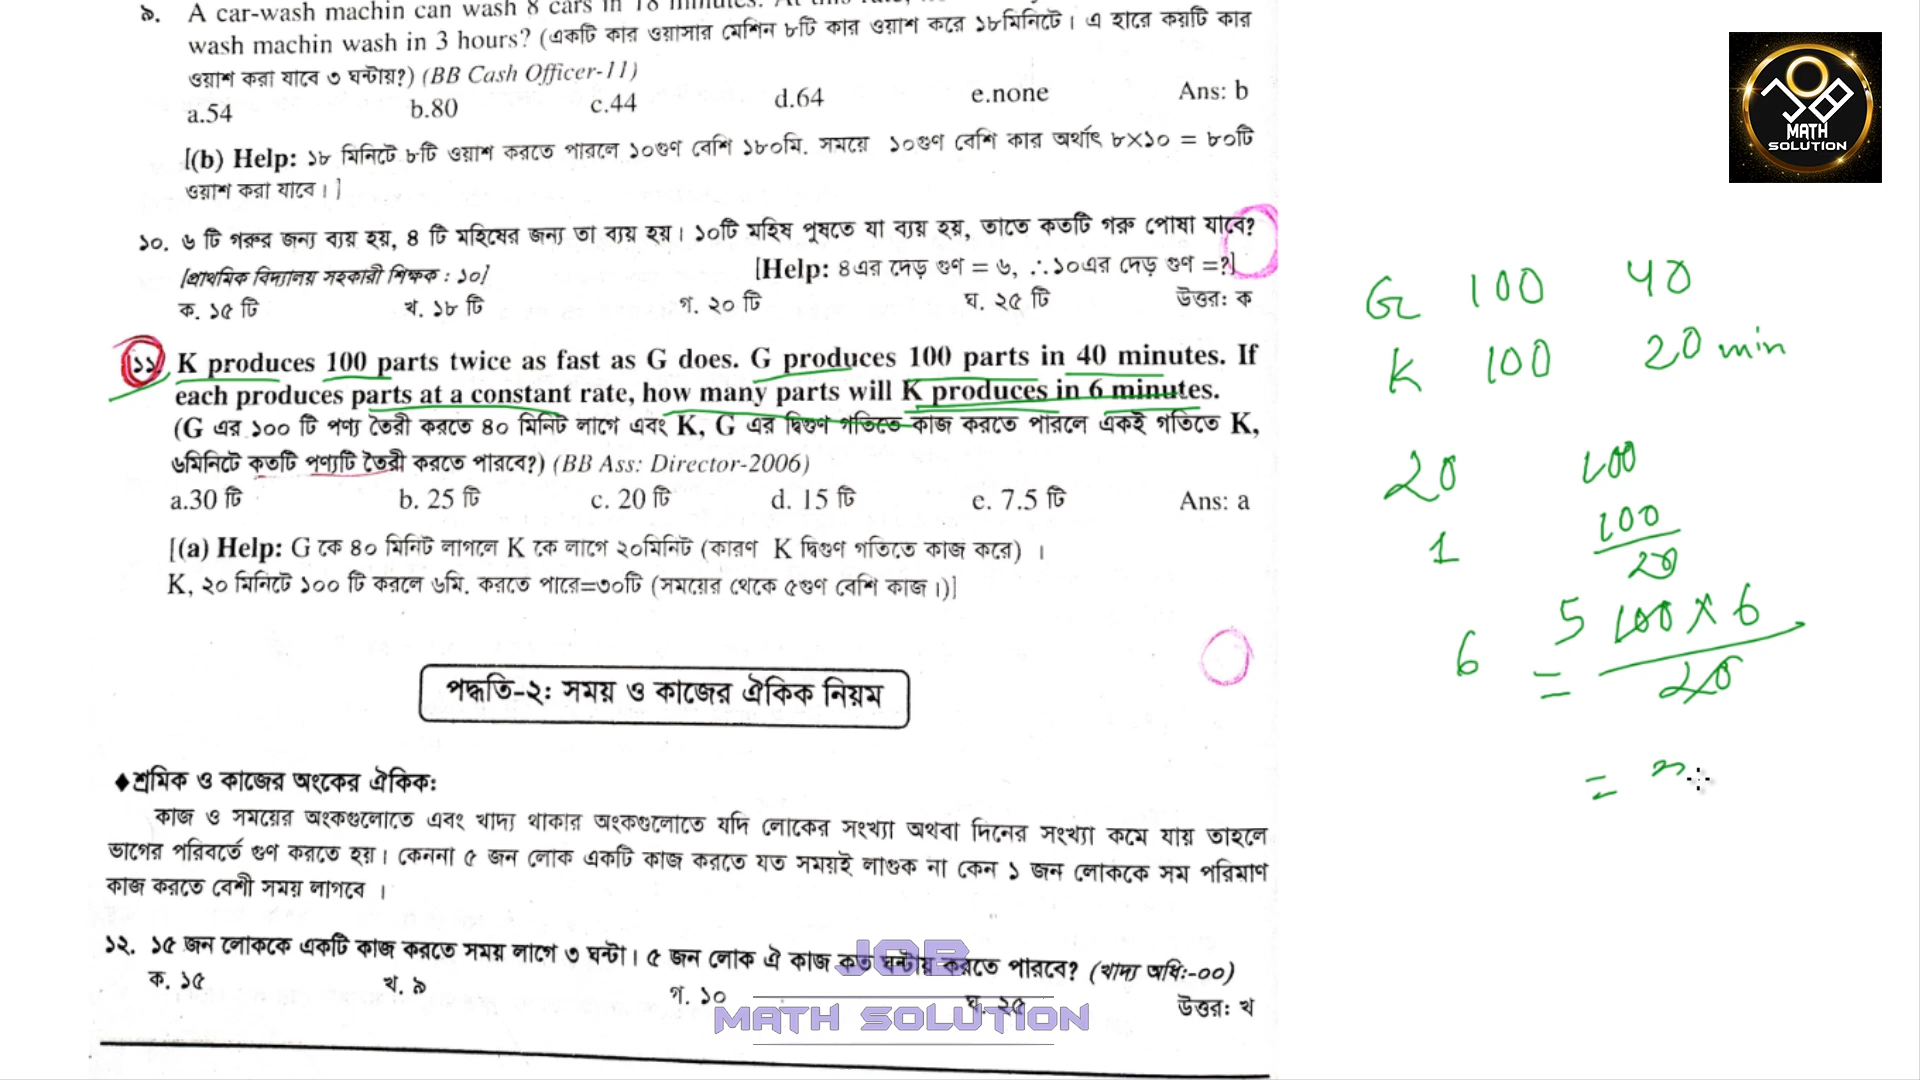 ৯. A car-wash machin can wash 8 cars in 18 minutes. At this rate,
wash machin wash in 3 hours? (একটি কার ওয়াসার মেশিন ৮টি কার ওয়াশ করে ১৮মিনিটে। এ হারে কয়টি কার
ওয়াশ করা যাবে ৩ ঘন্টায়?) (BB Cash Officer-11)
a.54 b.80 c.44 d.64 e.none Ans: b
[(b) Help: ১৮ মিনিটে ৮টি ওয়াশ করতে পারলে ১০গুণ বেশি ১৮০মি. সময়ে ১০গুণ বেশি কার অর্থাৎ ৮×১০ = ৮০টি
ওয়াশ করা যাবে।]
১০. ৬ টি গরুর জন্য ব্যয় হয়, ৪ টি মহিষের জন্য তা ব্যয় হয়। ১০টি মহিষ পুষতে যা ব্যয় হয়, তাতে কতটি গরু পোষা যাবে?
[প্রাথমিক বিদ্যালয় সহকারী শিক্ষক : ১০] [Help: ৪এর দেড় গুণ = ৬, ∴১০এর দেড় গুণ =?]
ক. ১৫ টি খ. ১৮ টি গ. ২০ টি ঘ. ২৫ টি উত্তর: ক
১১. K produces 100 parts twice as fast as G does. G produces 100 parts in 40 minutes. If
each produces parts at a constant rate, how many parts will K produces in 6 minutes.
(G এর ১০০ টি পণ্য তৈরী করতে ৪০ মিনিট লাগে এবং K, G এর দ্বিগুণ গতিতে কাজ করতে পারলে একই গতিতে K,
৬মিনিটে কতটি পণ্যটি তৈরী করতে পারবে?) (BB Ass: Director-2006)
a.30 টি b. 25 টি c. 20 টি d. 15 টি e. 7.5 টি Ans: a
[(a) Help: G কে ৪০ মিনিট লাগলে K কে লাগে ২০মিনিট (কারণ K দ্বিগুণ গতিতে কাজ করে) ।
K, ২০ মিনিটে ১০০ টি করলে ৬মি. করতে পারে=৩০টি (সময়ের থেকে ৫গুণ বেশি কাজ।)]
পদ্ধতি-২: সময় ও কাজের ঐকিক নিয়ম
♦শ্রমিক ও কাজের অংকের ঐকিক:
কাজ ও সময়ের অংকগুলোতে এবং খাদ্য থাকার অংকগুলোতে যদি লোকের সংখ্যা অথবা দিনের সংখ্যা কমে যায় তাহলে
ভাগের পরিবর্তে গুণ করতে হয়। কেননা ৫ জন লোক একটি কাজ করতে যত সময়ই লাগুক না কেন ১ জন লোককে সম পরিমাণ
কাজ করতে বেশী সময় লাগবে ।
১২. ১৫ জন লোককে একটি কাজ করতে সময় লাগে ৩ ঘন্টা। ৫ জন লোক ঐ কাজ কত ঘন্টায় করতে পারবে? (খাদ্য অধি:-০০)
ক. ১৫ খ. ৯ গ. ১০ ঘ. ২৫ উত্তর: খ
JOB
MATH SOLUTION
JOB
MATH
SOLUTION
G 100 40
K 100 20 min
20 100
1 100
20
6 = 5 100 × 6
20
=